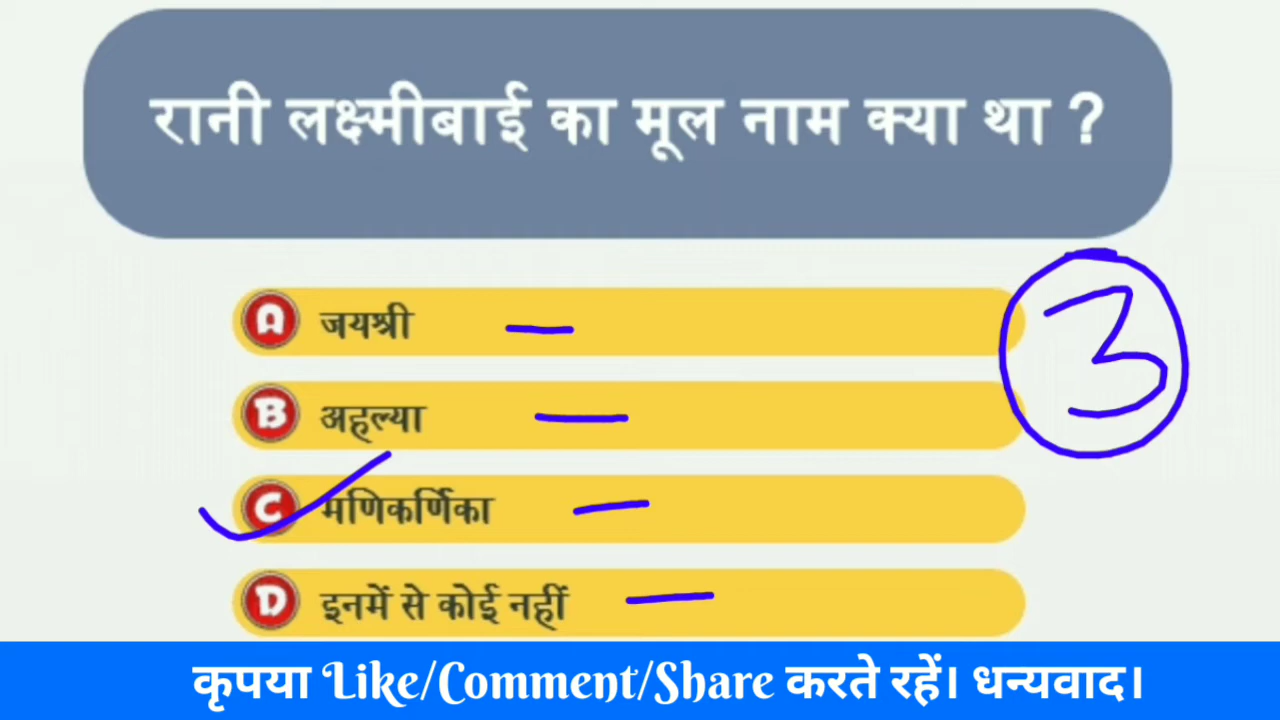 रानी लक्ष्मीबाई का मूल नाम क्या था ?
A जयश्री
3
B अहल्या
C मणिकर्णिका
D इनमें से कोई नहीं
कृपया Like/Comment/Share करते रहें। धन्यवाद।